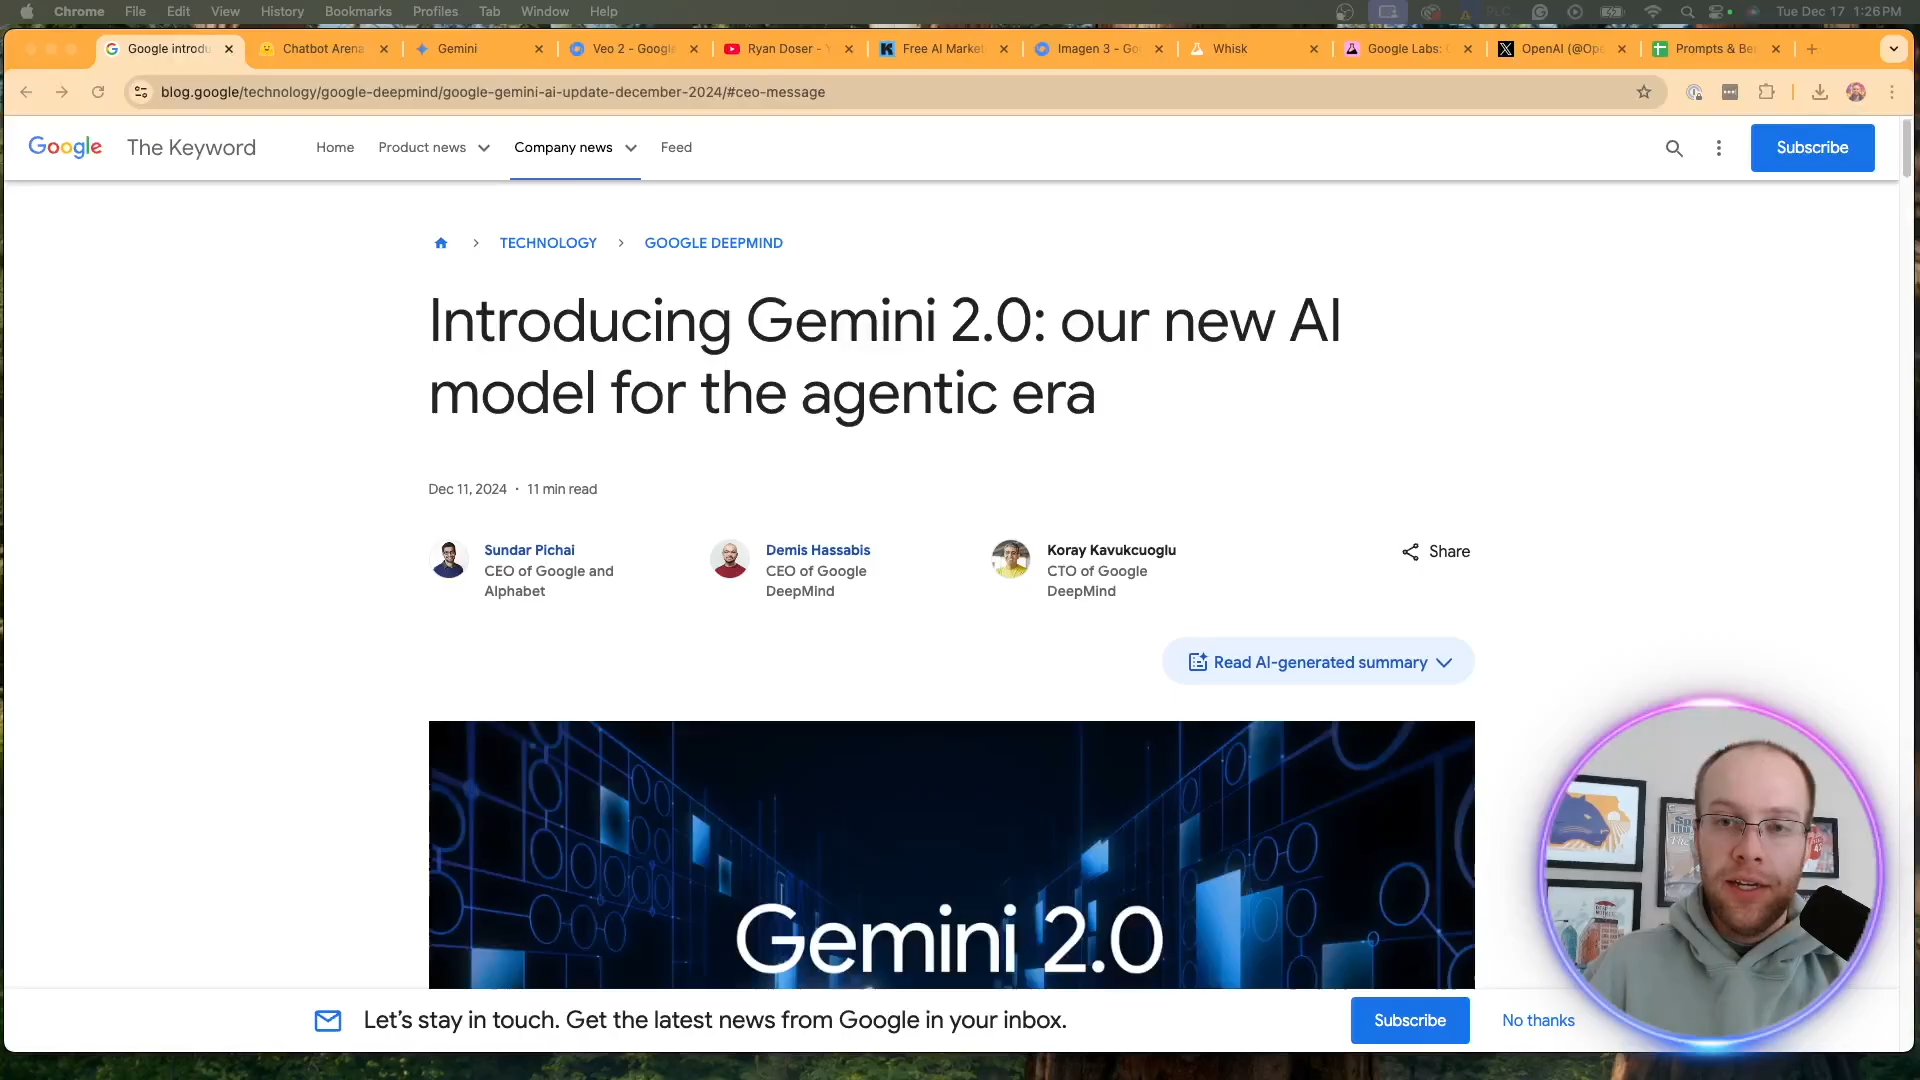 Chrome File Edit View History Bookmarks Profiles Tab Window Help
PLC
Tue Dec 17 1:26 PM
Google introdu
Chatbot Arena
Gemini
Veo 2 - Google
Ryan Doser -
Free AI Market
Imagen 3 - Go
Whisk
Google Labs:
OpenAI (@Ope
Prompts & Be
blog.google/technology/google-deepmind/google-gemini-ai-update-december-2024/#ceo-message
Google The Keyword
Home Product news Company news Feed
Subscribe
TECHNOLOGY > GOOGLE DEEPMIND
Introducing Gemini 2.0: our new AI
model for the agentic era
Dec 11, 2024 · 11 min read
Sundar Pichai
CEO of Google and
Alphabet
Demis Hassabis
CEO of Google
DeepMind
Koray Kavukcuoglu
CTO of Google
DeepMind
Share
Read AI-generated summary
Gemini 2.0
Let’s stay in touch. Get the latest news from Google in your inbox.
Subscribe
No thanks